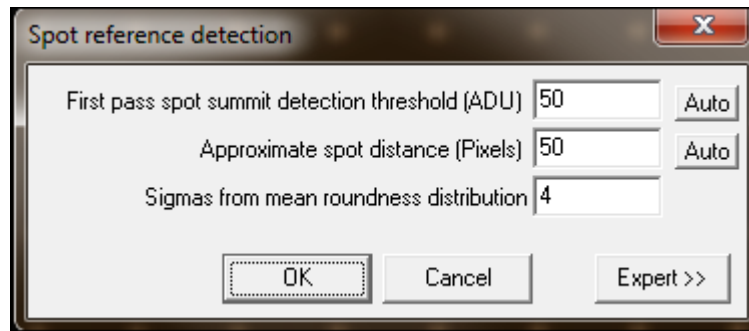 Spot reference detection
First pass spot summit detection threshold (ADU) 50 Auto
Approximate spot distance (Pixels) 50 Auto
Sigmas from mean roundness distribution 4
OK Cancel Expert >>